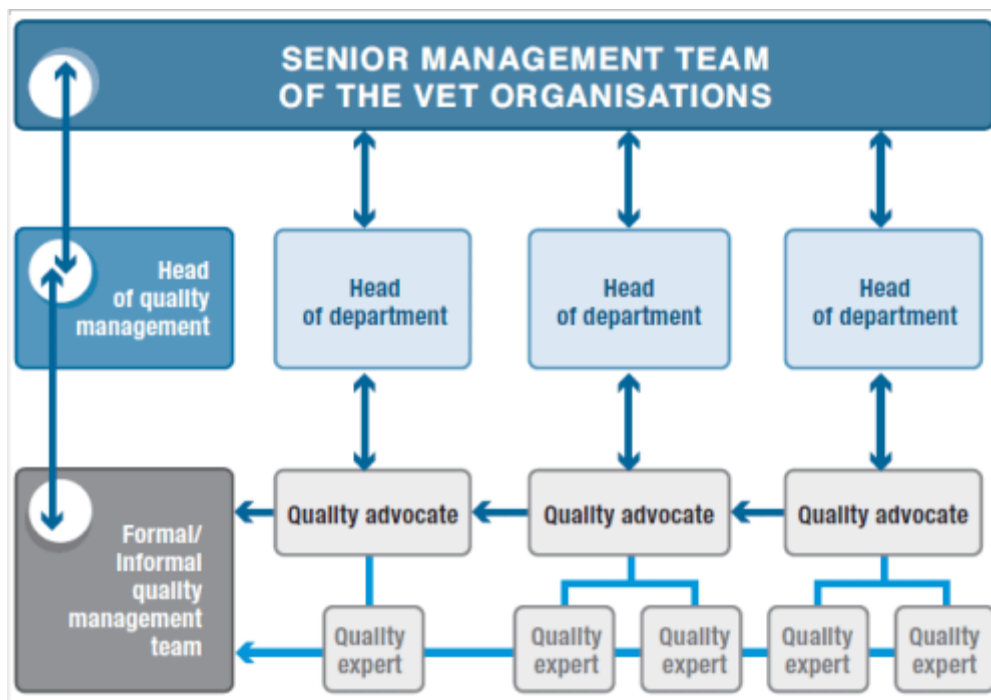 SENIOR MANAGEMENT TEAM
OF THE VET ORGANISATIONS
Head
of quality
management
Head
of department
Head
of department
Head
of department
Formal/
Informal
quality
management
team
Quality advocate
Quality advocate
Quality advocate
Quality
expert
Quality
expert
Quality
expert
Quality
expert
Quality
expert